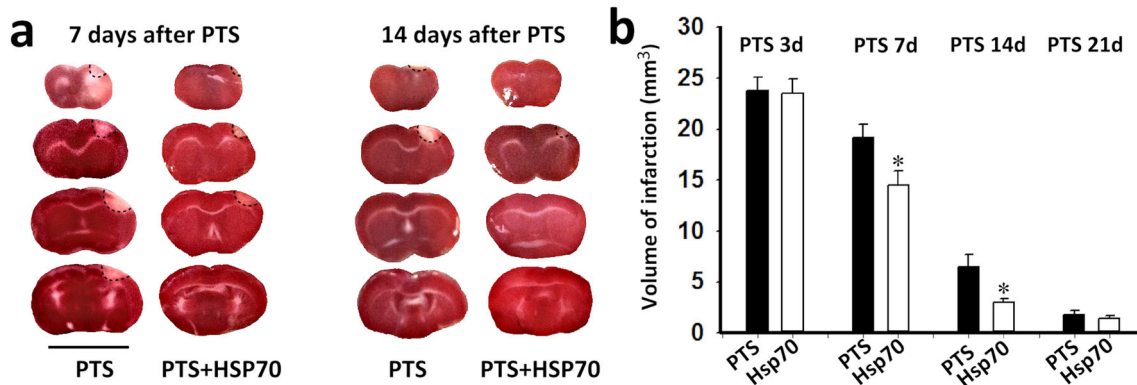 a
7 days after PTS
14 days after PTS
PTS
PTS+HSP70
PTS
PTS+HSP70
b
Volume of infarction (mm³)
30
25
20
15
10
5
0
PTS 3d
PTS 7d
PTS 14d
PTS 21d
*
*
PTS
Hsp70
PTS
Hsp70
PTS
Hsp70
PTS
Hsp70